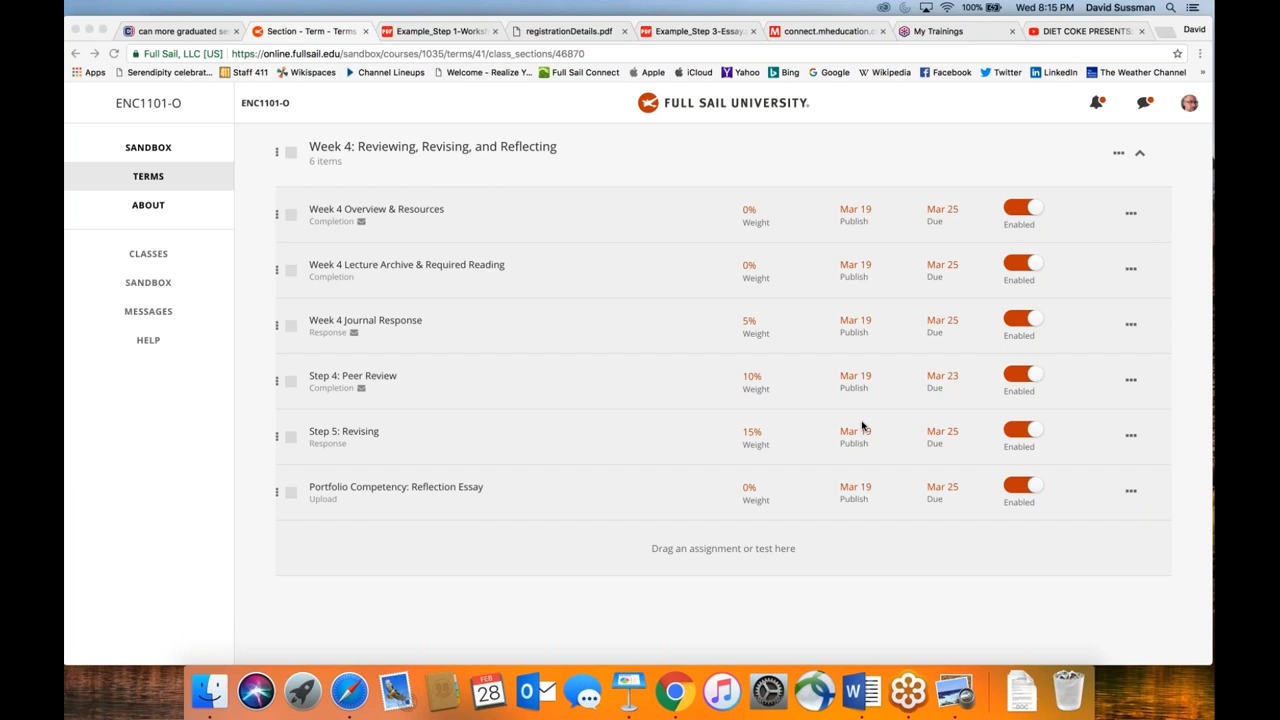 100% Wed 8:15 PM David Sussman
can more graduated se
Section - Term - Terms
Example_Step 1-Works
registrationDetails.pdf
Example_Step 3-Essay
connect.mheducation.c
My Trainings
DIET COKE PRESENTS:
David
Full Sail, LLC [US] https://online.fullsail.edu/sandbox/courses/1035/terms/41/class_sections/46870
Apps Serendipity celebrat... Staff 411 Wikispaces Channel Lineups Welcome - Realize Y... Full Sail Connect Apple iCloud Yahoo Bing Google Wikipedia Facebook Twitter LinkedIn The Weather Channel »
ENC1101-O
ENC1101-O
FULL SAIL UNIVERSITY.
SANDBOX
TERMS
ABOUT
CLASSES
SANDBOX
MESSAGES
HELP
Week 4: Reviewing, Revising, and Reflecting
6 items
Week 4 Overview & Resources 0% Mar 19 Mar 25
Completion Weight Publish Due Enabled
Week 4 Lecture Archive & Required Reading 0% Mar 19 Mar 25
Completion Weight Publish Due Enabled
Week 4 Journal Response 5% Mar 19 Mar 25
Response Weight Publish Due Enabled
Step 4: Peer Review 10% Mar 19 Mar 23
Completion Weight Publish Due Enabled
Step 5: Revising 15% Mar 19 Mar 25
Response Weight Publish Due Enabled
Portfolio Competency: Reflection Essay 0% Mar 19 Mar 25
Upload Weight Publish Due Enabled
Drag an assignment or test here
FEB
28